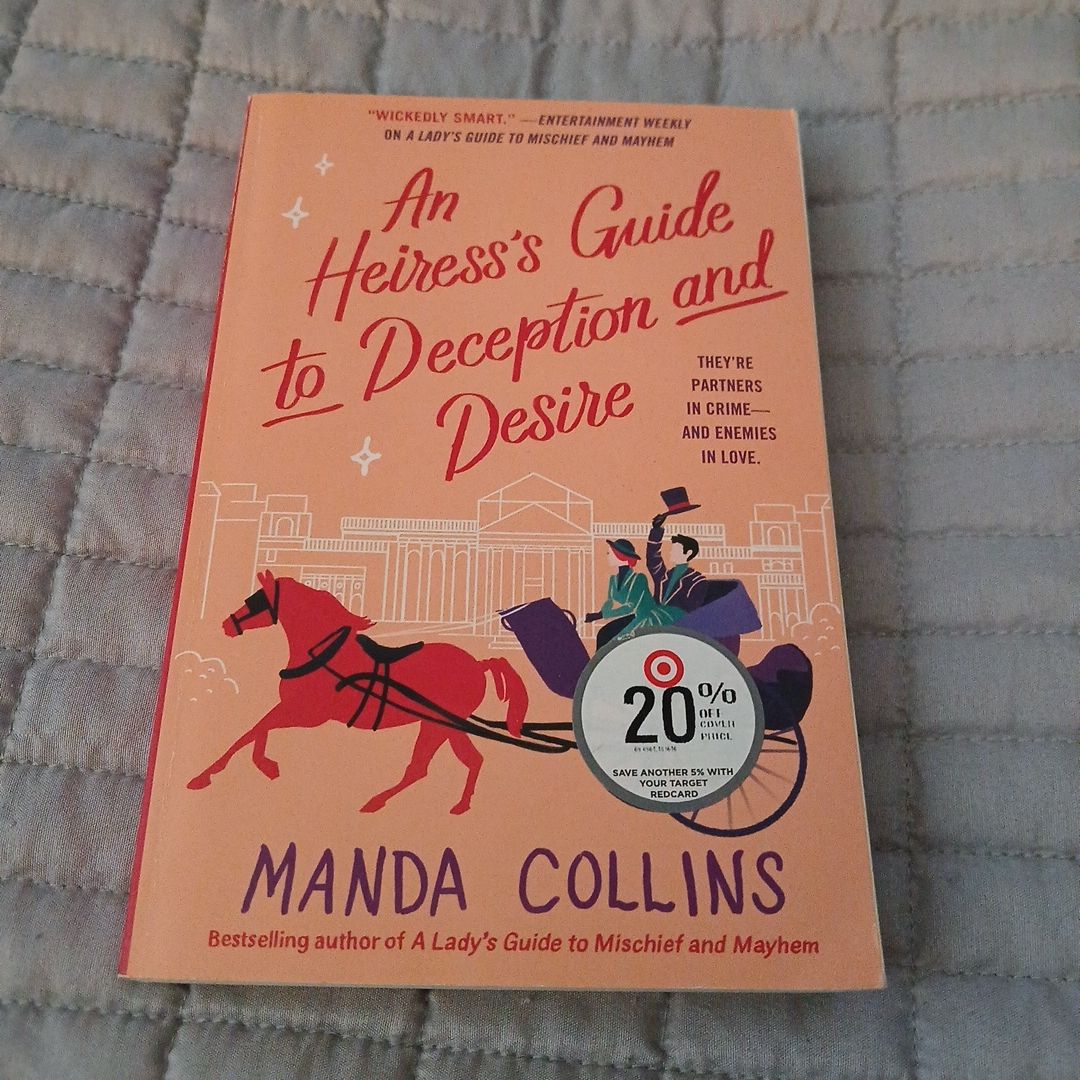 "WICKEDLY SMART." —ENTERTAINMENT WEEKLY
ON A LADY'S GUIDE TO MISCHIEF AND MAYHEM
An
Heiress's Guide
to Deception and
Desire
THEY'RE
PARTNERS
IN CRIME—
AND ENEMIES
IN LOVE.
20%
OFF
COVER
PRICE
SAVE ANOTHER 5% WITH
YOUR TARGET
REDCARD
MANDA COLLINS
Bestselling author of A Lady's Guide to Mischief and Mayhem